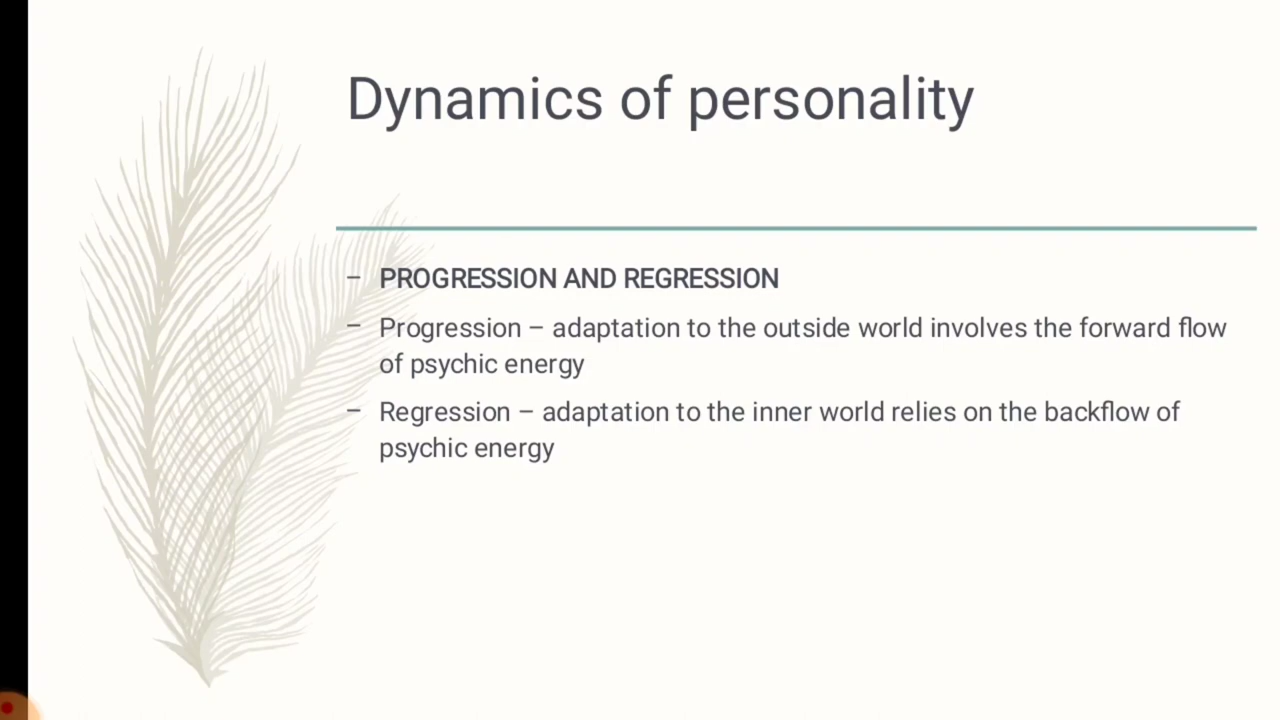 Dynamics of personality
– PROGRESSION AND REGRESSION
– Progression – adaptation to the outside world involves the forward flow
of psychic energy
– Regression – adaptation to the inner world relies on the backflow of
psychic energy